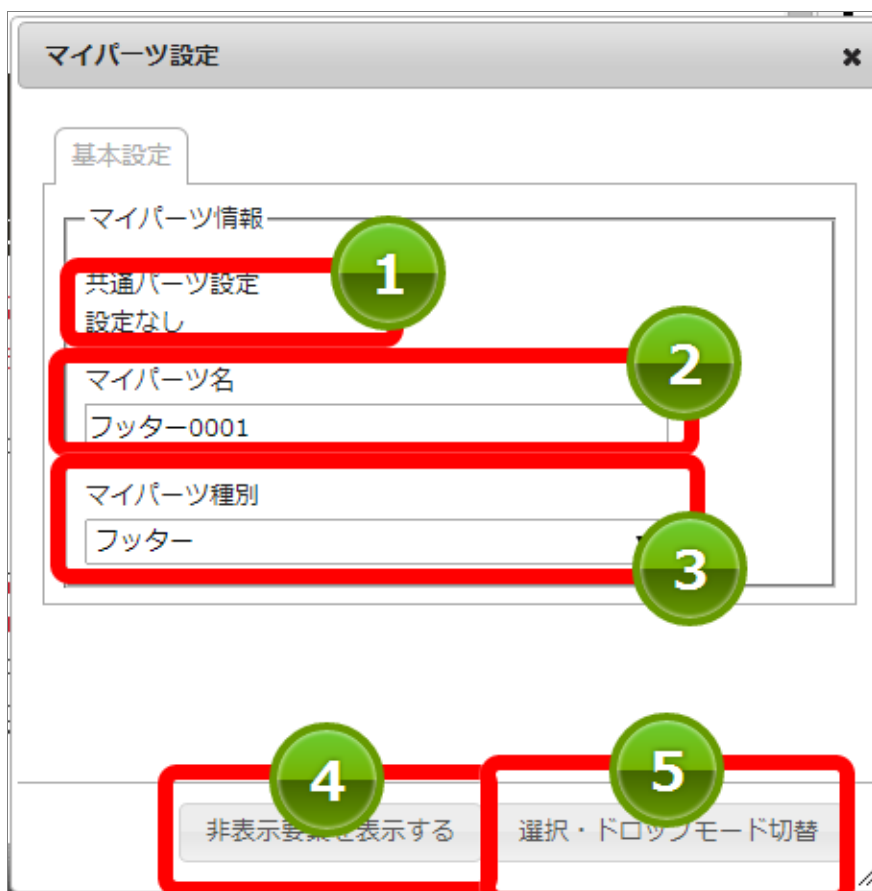 マイパーツ設定
基本設定
マイパーツ情報
1
共通パーツ設定
設定なし
2
マイパーツ名
フッター0001
マイパーツ種別
フッター
3
4
5
非表示要素を表示する
選択・ドロップモード切替